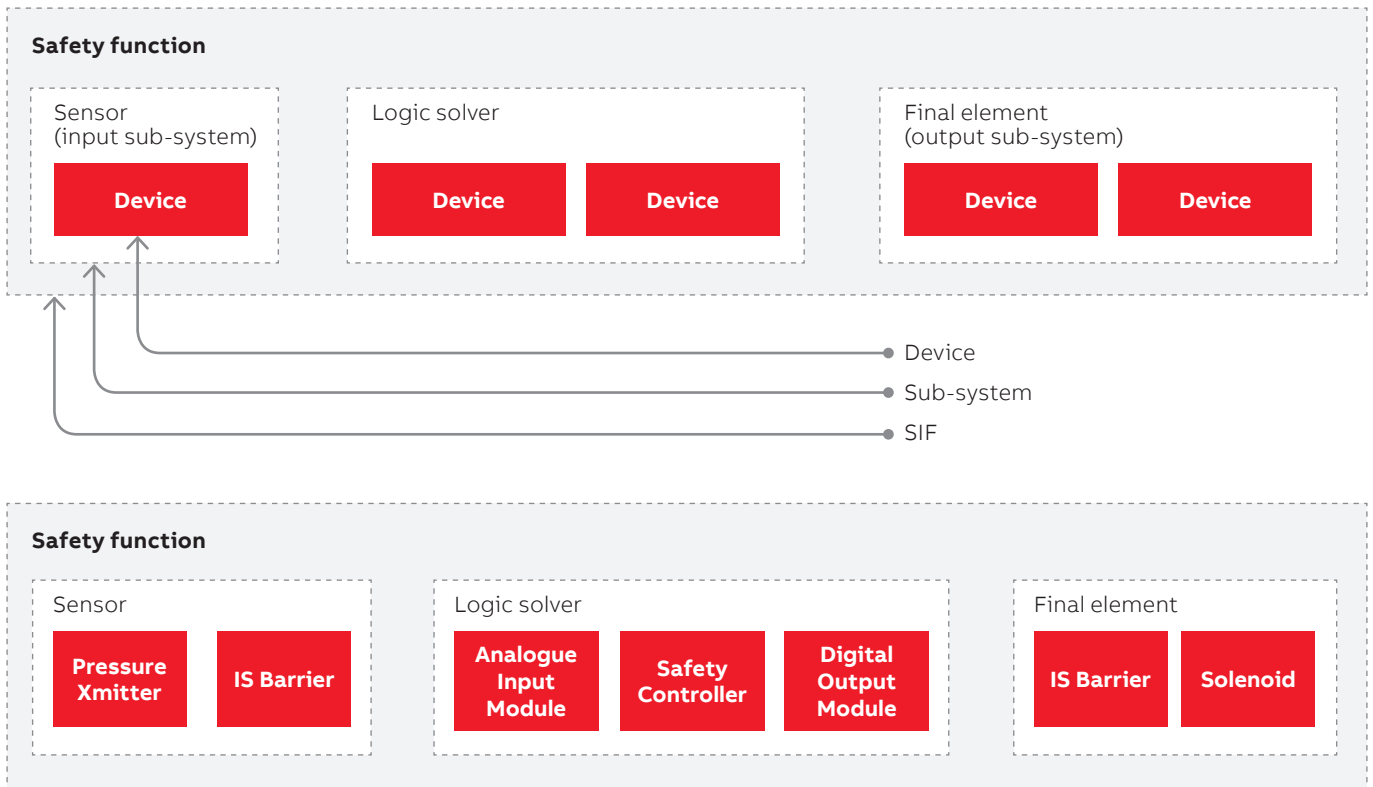 Safety function
Sensor
(input sub-system)
Device
Logic solver
Device
Device
Final element
(output sub-system)
Device
Device
Device
Sub-system
SIF
Safety function
Sensor
Pressure
Xmitter
IS Barrier
Logic solver
Analogue
Input
Module
Safety
Controller
Digital
Output
Module
Final element
IS Barrier
Solenoid